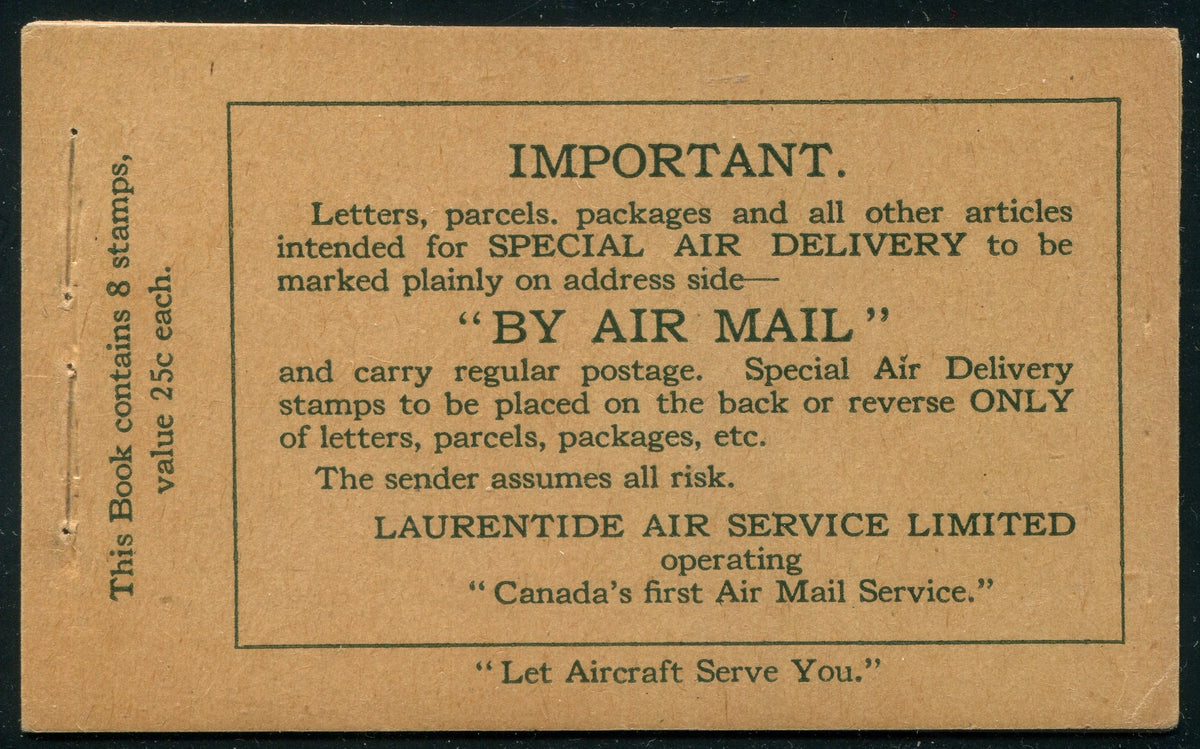 This Book contains 8 stamps,
value 25c each.
IMPORTANT.
Letters, parcels. packages and all other articles
intended for SPECIAL AIR DELIVERY to be
marked plainly on address side—
"BY AIR MAIL"
and carry regular postage. Special Air Delivery
stamps to be placed on the back or reverse ONLY
of letters, parcels, packages, etc.
The sender assumes all risk.
LAURENTIDE AIR SERVICE LIMITED
operating
"Canada's first Air Mail Service."
"Let Aircraft Serve You."